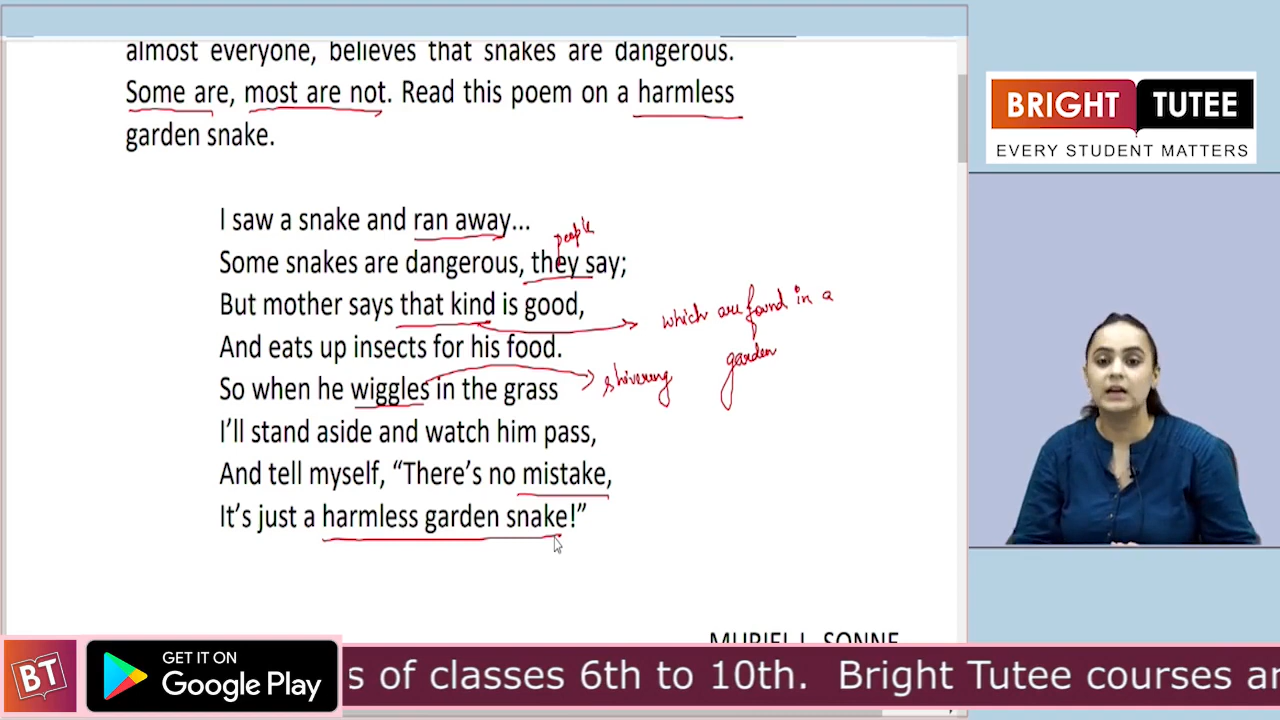 almost everyone, believes that snakes are dangerous.
Some are, most are not. Read this poem on a harmless
garden snake.
I saw a snake and ran away...
people
Some snakes are dangerous, they say;
But mother says that kind is good,
which are found in a
garden
And eats up insects for his food.
shivering
So when he wiggles in the grass
I'll stand aside and watch him pass,
And tell myself, “There's no mistake,
It's just a harmless garden snake!”
MURIEL L. SONNE
BRIGHT TUTEE
EVERY STUDENT MATTERS
BT
GET IT ON
Google Play
s of classes 6th to 10th. Bright Tutee courses a